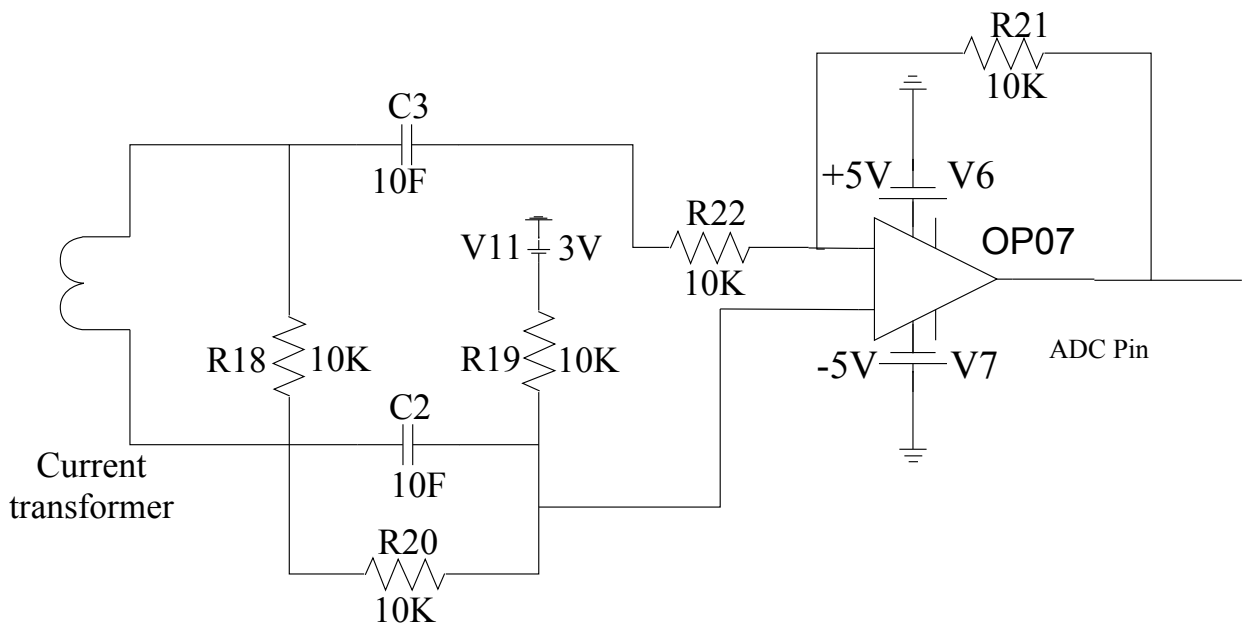 R21
10K
C3
10F
+5V V6
R22
10K
OP07
V11 3V
R18 10K
R19 10K
-5V V7
ADC Pin
C2
10F
Current
transformer
R20
10K